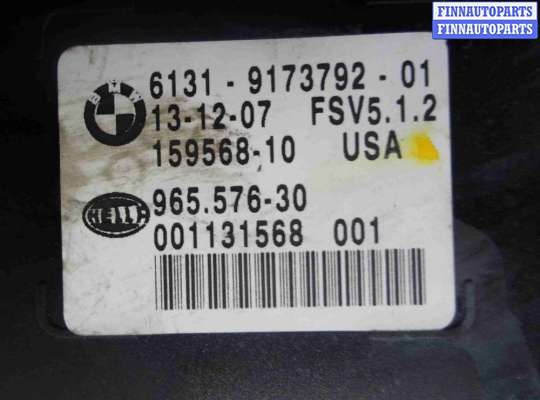 FINNAUTOPARTS
FINNAUTOPARTS
BMW
6131 - 9173792 - 01
13-12-07 FSV5.1.2
159568-10 USA
HELLA
965.576-30
001131568 001